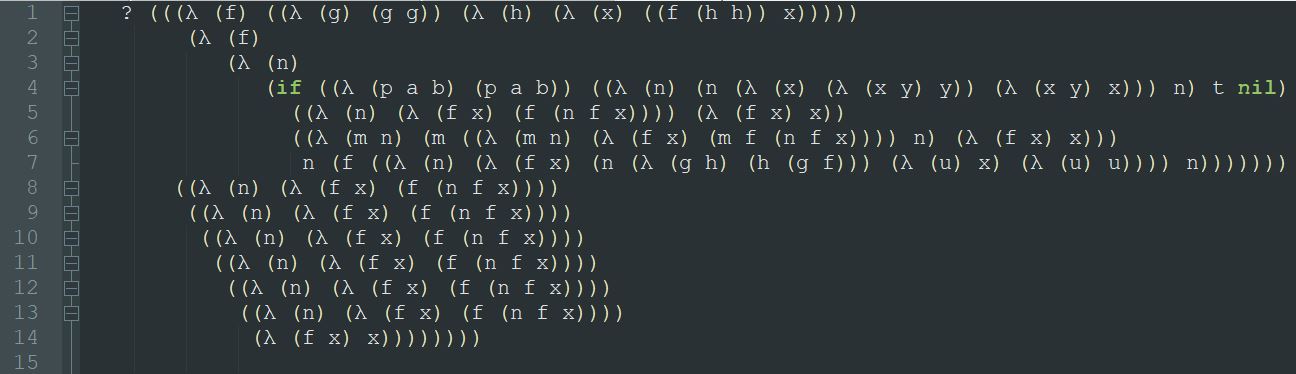 1 ? (((λ (f) ((λ (g) (g g)) (λ (h) (λ (x) ((f (h h)) x)))))
2 (λ (f)
3 (λ (n)
4 (if ((λ (p a b) (p a b)) ((λ (n) (n (λ (x) (λ (x y) y)) (λ (x y) x))) n) t nil)
5 ((λ (n) (λ (f x) (f (n f x)))) (λ (f x) x))
6 ((λ (m n) (m ((λ (m n) (λ (f x) (m f (n f x)))) n) (λ (f x) x)))
7 n (f ((λ (n) (λ (f x) (n (λ (g h) (h (g f))) (λ (u) x) (λ (u) u)))) n)))))))
8 ((λ (n) (λ (f x) (f (n f x))))
9 ((λ (n) (λ (f x) (f (n f x))))
10 ((λ (n) (λ (f x) (f (n f x))))
11 ((λ (n) (λ (f x) (f (n f x))))
12 ((λ (n) (λ (f x) (f (n f x))))
13 ((λ (n) (λ (f x) (f (n f x))))
14 (λ (f x) x))))))))
15